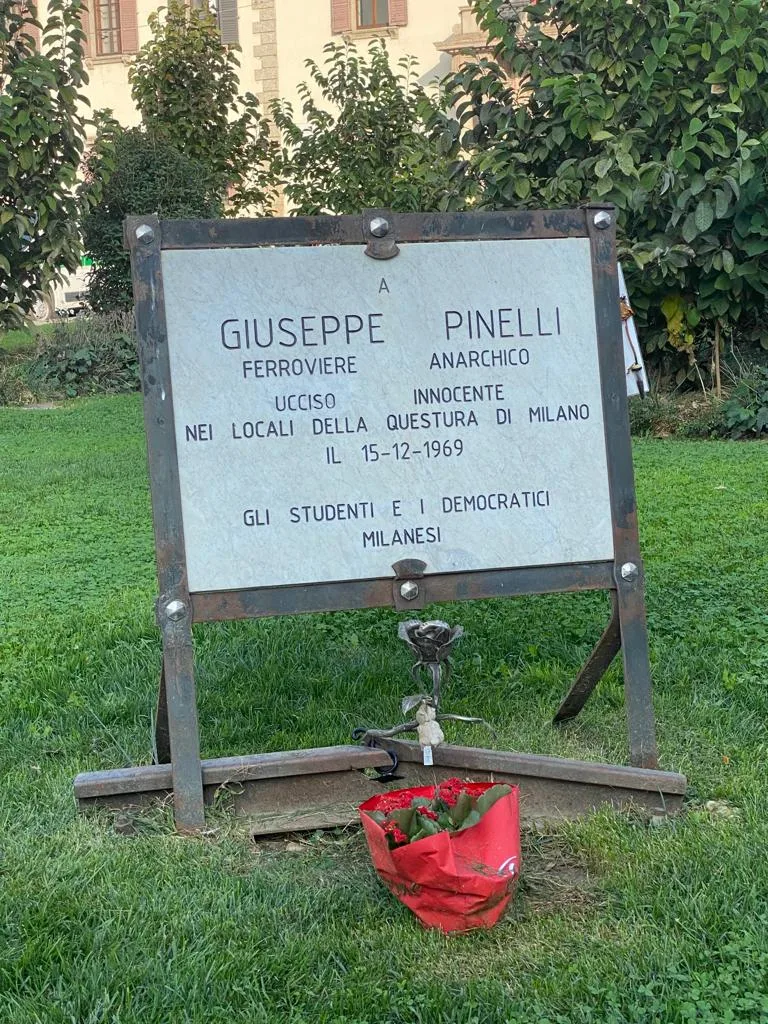 A
GIUSEPPE PINELLI
FERROVIERE ANARCHICO
UCCISO INNOCENTE
NEI LOCALI DELLA QUESTURA DI MILANO
IL 15-12-1969
GLI STUDENTI E I DEMOCRATICI
MILANESI